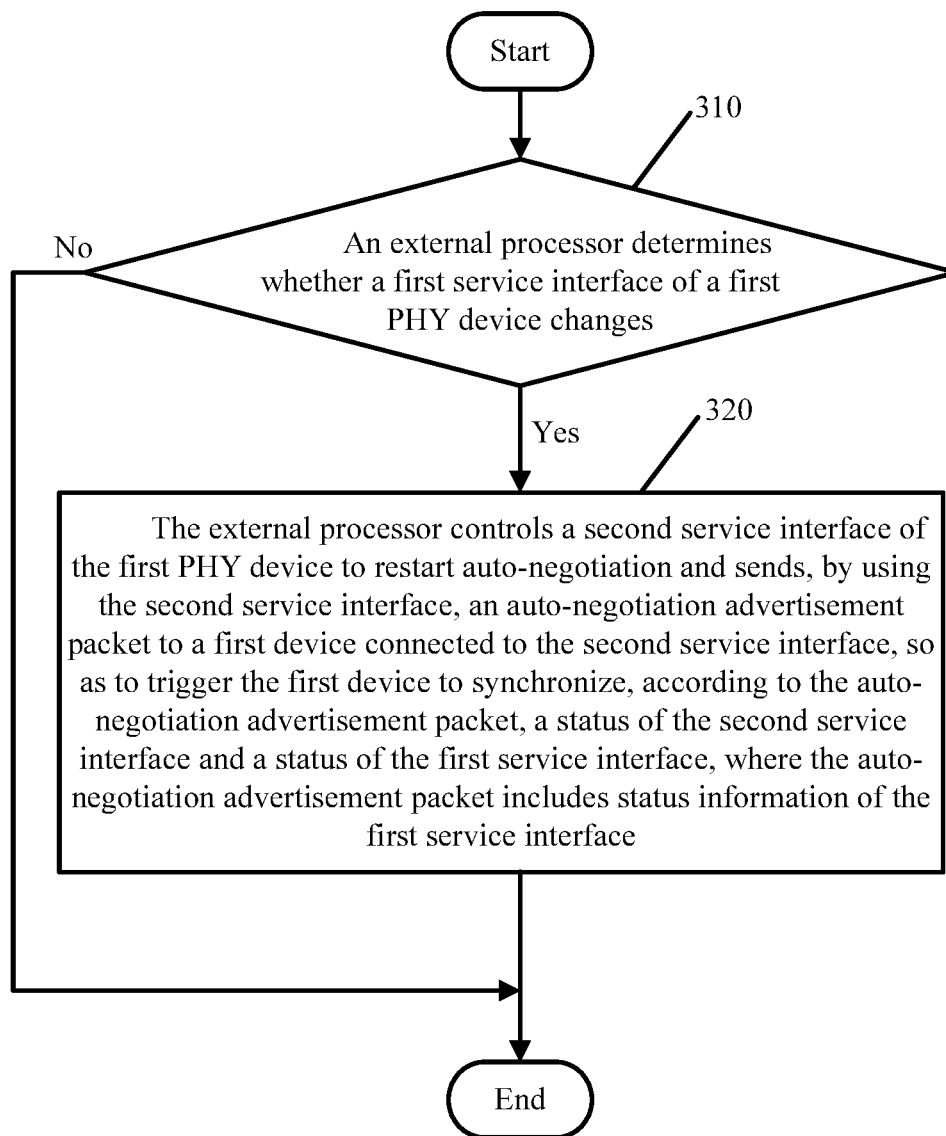 Start
310
No
An external processor determines
whether a first service interface of a first
PHY device changes
320
Yes
The external processor controls a second service interface of
the first PHY device to restart auto-negotiation and sends, by using
the second service interface, an auto-negotiation advertisement
packet to a first device connected to the second service interface, so
as to trigger the first device to synchronize, according to the auto-
negotiation advertisement packet, a status of the second service
interface and a status of the first service interface, where the auto-
negotiation advertisement packet includes status information of the
first service interface
End